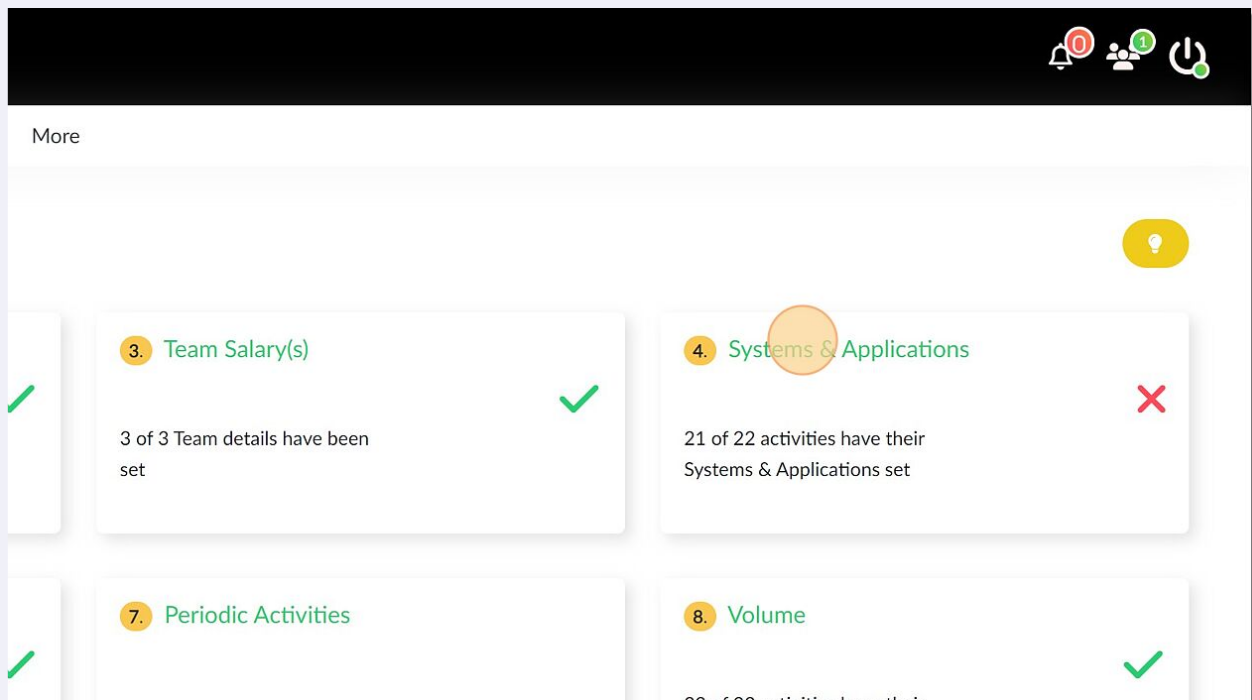 0
1
More
3. Team Salary(s)
3 of 3 Team details have been
set
4. Systems & Applications
21 of 22 activities have their
Systems & Applications set
7. Periodic Activities
8. Volume